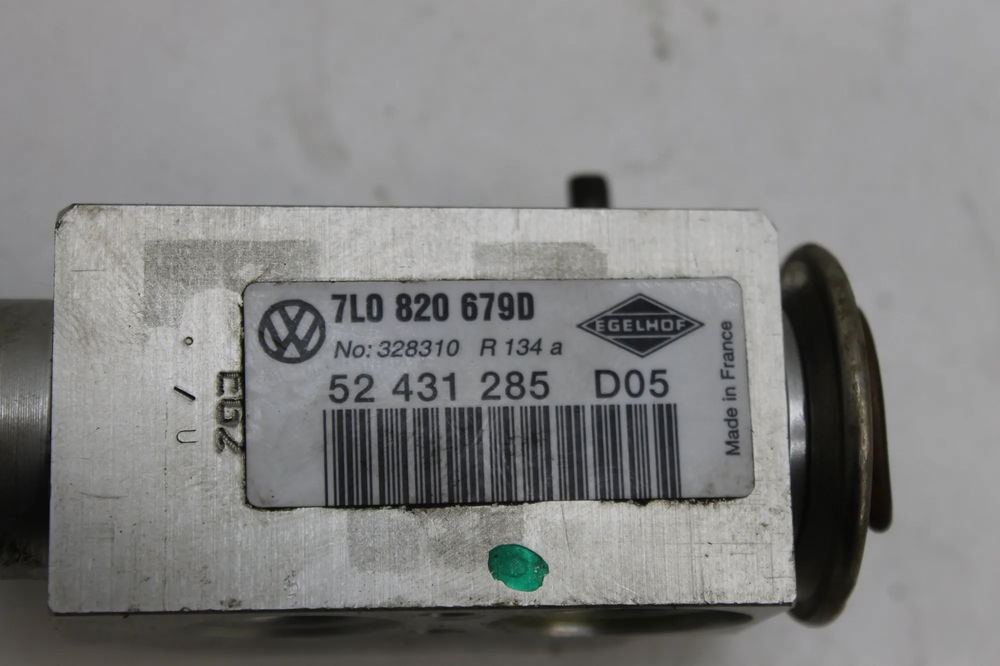 7L0 820 679D
No: 328310 R 134 a
52 431 285 D05
EGELHOF
Made in France